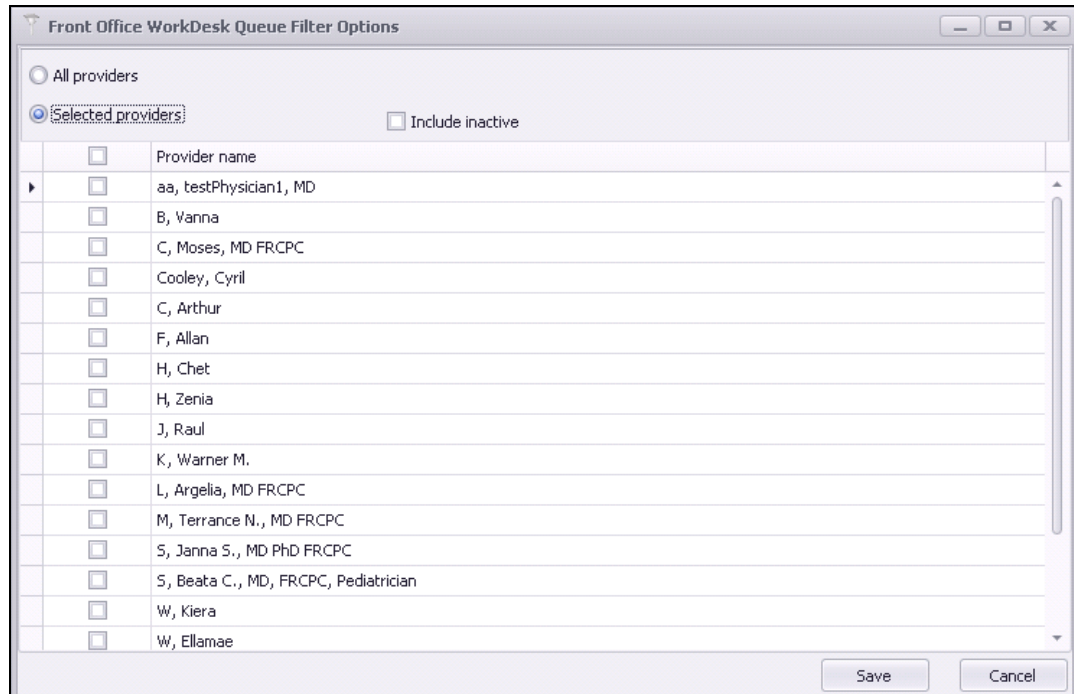 Front Office WorkDesk Queue Filter Options
All providers
Selected providers
Include inactive
Provider name
aa, testPhysician1, MD
B, Vanna
C, Moses, MD FRCPC
Cooley, Cyril
C, Arthur
F, Allan
H, Chet
H, Zenia
J, Raul
K, Warner M.
L, Argelia, MD FRCPC
M, Terrance N., MD FRCPC
S, Janna S., MD PhD FRCPC
S, Beata C., MD, FRCPC, Pediatrician
W, Kiera
W, Ellamae
Save Cancel